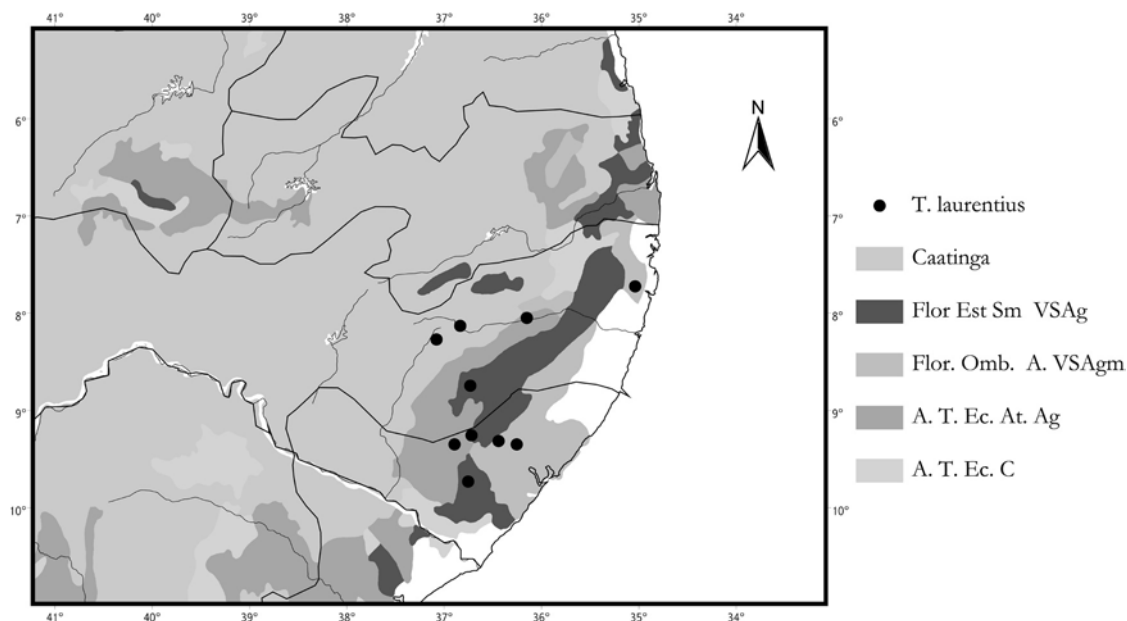 41° 40° 39° 38° 37° 36° 35° 34°
N
6° 6°
7° 7°
8° 8°
9° 9°
10° 10°
41° 40° 39° 38° 37° 36° 35° 34°
T. laurentius
Caatinga
Flor Est Sm VSAg
Flor. Omb. A. VSAgm
A. T. Ec. At. Ag
A. T. Ec. C